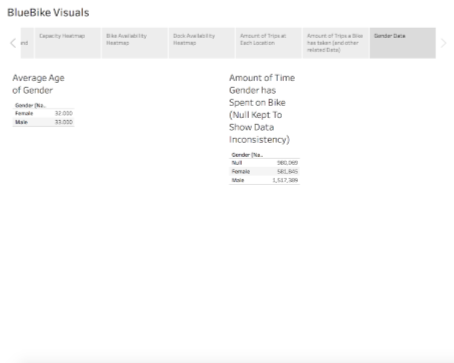 BlueBike Visuals
Capacity Heatmap
Bike Availability
Heatmap
Dock Availability
Heatmap
Amount of Trips at
Each Location
Amount of Trips a Bike
has taken (and other
related Data)
Gender Data
Average Age
of Gender
Gender (Na..
Female 32.000
Male 33.000
Amount of Time
Gender has
Spent on Bike
(Null Kept To
Show Data
Inconsistency)
Gender (Na..
Null 980,069
Female 581,845
Male 1,517,389